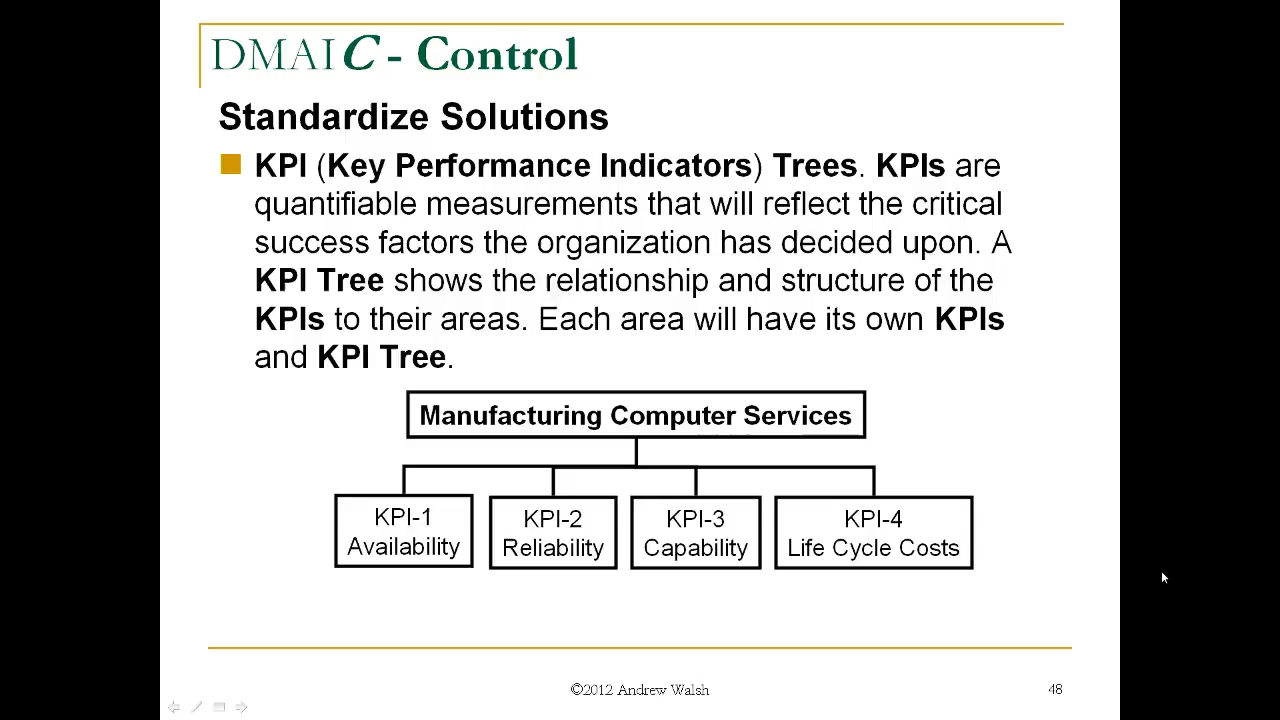 DMAIC - Control
Standardize Solutions
KPI (Key Performance Indicators) Trees. KPIs are
quantifiable measurements that will reflect the critical
success factors the organization has decided upon. A
KPI Tree shows the relationship and structure of the
KPIs to their areas. Each area will have its own KPIs
and KPI Tree.
Manufacturing Computer Services
KPI-1
Availability
KPI-2
Reliability
KPI-3
Capability
KPI-4
Life Cycle Costs
©2012 Andrew Walsh
48